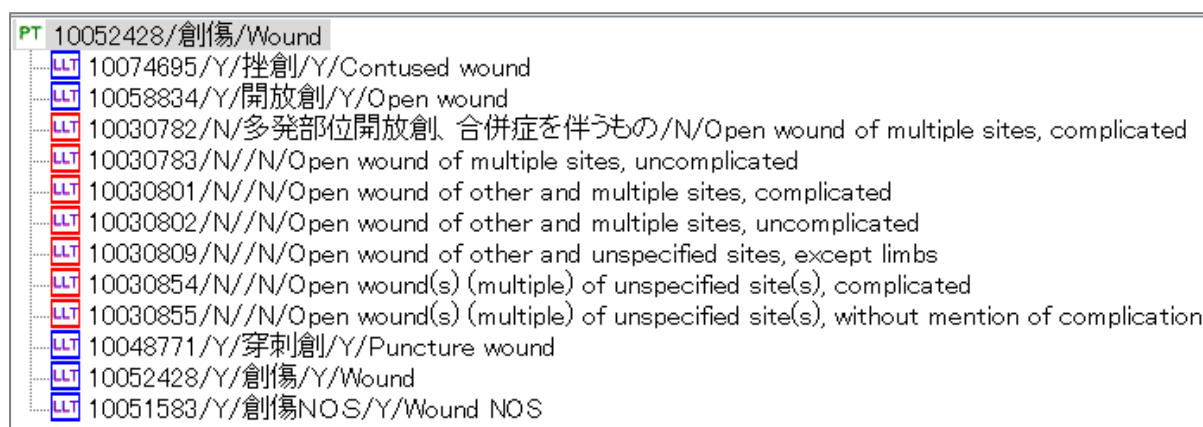 PT 10052428/創傷/Wound
LLT 10074695/Y/挫創/Y/Contused wound
LLT 10058834/Y/開放創/Y/Open wound
LLT 10030782/N/多発部位開放創、合併症を伴うもの/N/Open wound of multiple sites, complicated
LLT 10030783/N//N/Open wound of multiple sites, uncomplicated
LLT 10030801/N//N/Open wound of other and multiple sites, complicated
LLT 10030802/N//N/Open wound of other and multiple sites, uncomplicated
LLT 10030809/N//N/Open wound of other and unspecified sites, except limbs
LLT 10030854/N//N/Open wound(s) (multiple) of unspecified site(s), complicated
LLT 10030855/N//N/Open wound(s) (multiple) of unspecified site(s), without mention of complication
LLT 10048771/Y/穿刺創/Y/Puncture wound
LLT 10052428/Y/創傷/Y/Wound
LLT 10051583/Y/創傷NOS/Y/Wound NOS